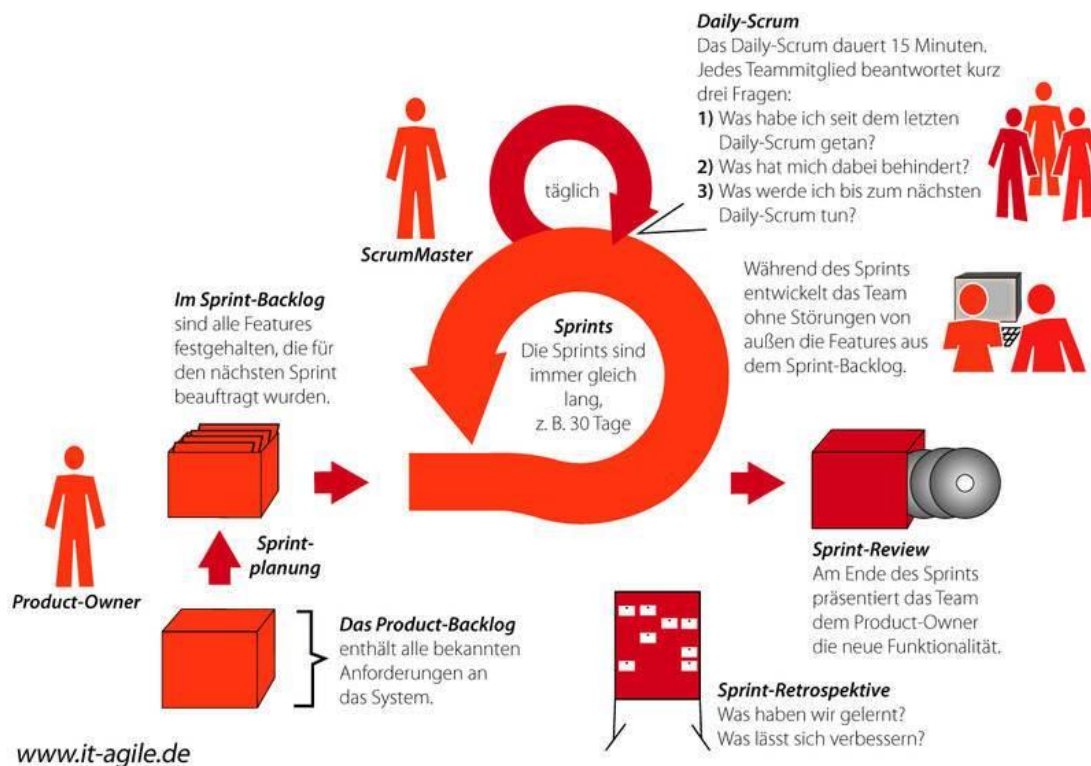 Daily-Scrum
Das Daily-Scrum dauert 15 Minuten.
Jedes Teammitglied beantwortet kurz
drei Fragen:
1) Was habe ich seit dem letzten
Daily-Scrum getan?
2) Was hat mich dabei behindert?
3) Was werde ich bis zum nächsten
Daily-Scrum tun?
täglich
ScrumMaster
Während des Sprints
entwickelt das Team
ohne Störungen von
außen die Features aus
dem Sprint-Backlog.
Im Sprint-Backlog
sind alle Features
festgehalten, die für
den nächsten Sprint
beauftragt wurden.
Sprints
Die Sprints sind
immer gleich
lang,
z. B. 30 Tage
Product-Owner
Sprint-
planung
Das Product-Backlog
enthält alle bekannten
Anforderungen an
das System.
Sprint-Review
Am Ende des Sprints
präsentiert das Team
dem Product-Owner
die neue Funktionalität.
Sprint-Retrospektive
Was haben wir gelernt?
Was lässt sich verbessern?
www.it-agile.de